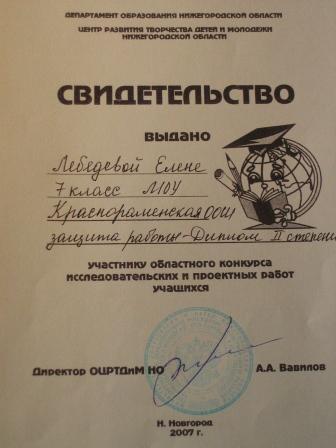 ДЕПАРТАМЕНТ ОБРАЗОВАНИЯ НИЖЕГОРОДСКОЙ ОБЛАСТИ
ЦЕНТР РАЗВИТИЯ ТВОРЧЕСТВА ДЕТЕЙ И МОЛОДЕЖИ
НИЖЕГОРОДСКОЙ ОБЛАСТИ
СВИДЕТЕЛЬСТВО
ВЫДАНО
Лебедевой Елене
7 класс МОУ
Краснораменская ООШ
защита работы - Диплом II степени
участнику областного конкурса
исследовательских и проектных работ
учащихся
Директор ОЦРТДиМ НО А.А. Вавилов
Н. Новгород
2007 г.